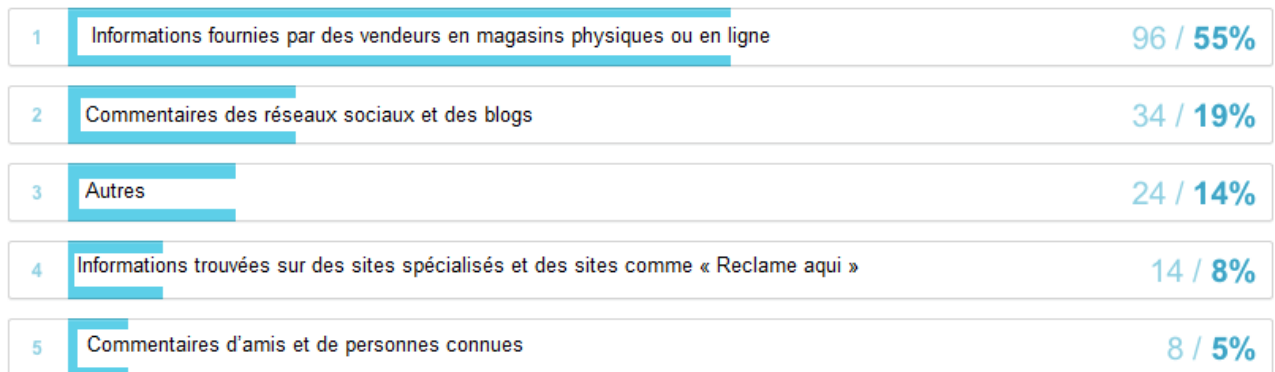 1 Informations fournies par des vendeurs en magasins physiques ou en ligne 96 / 55%
2 Commentaires des réseaux sociaux et des blogs 34 / 19%
3 Autres 24 / 14%
4 Informations trouvées sur des sites spécialisés et des sites comme « Reclame aqui » 14 / 8%
5 Commentaires d'amis et de personnes connues 8 / 5%